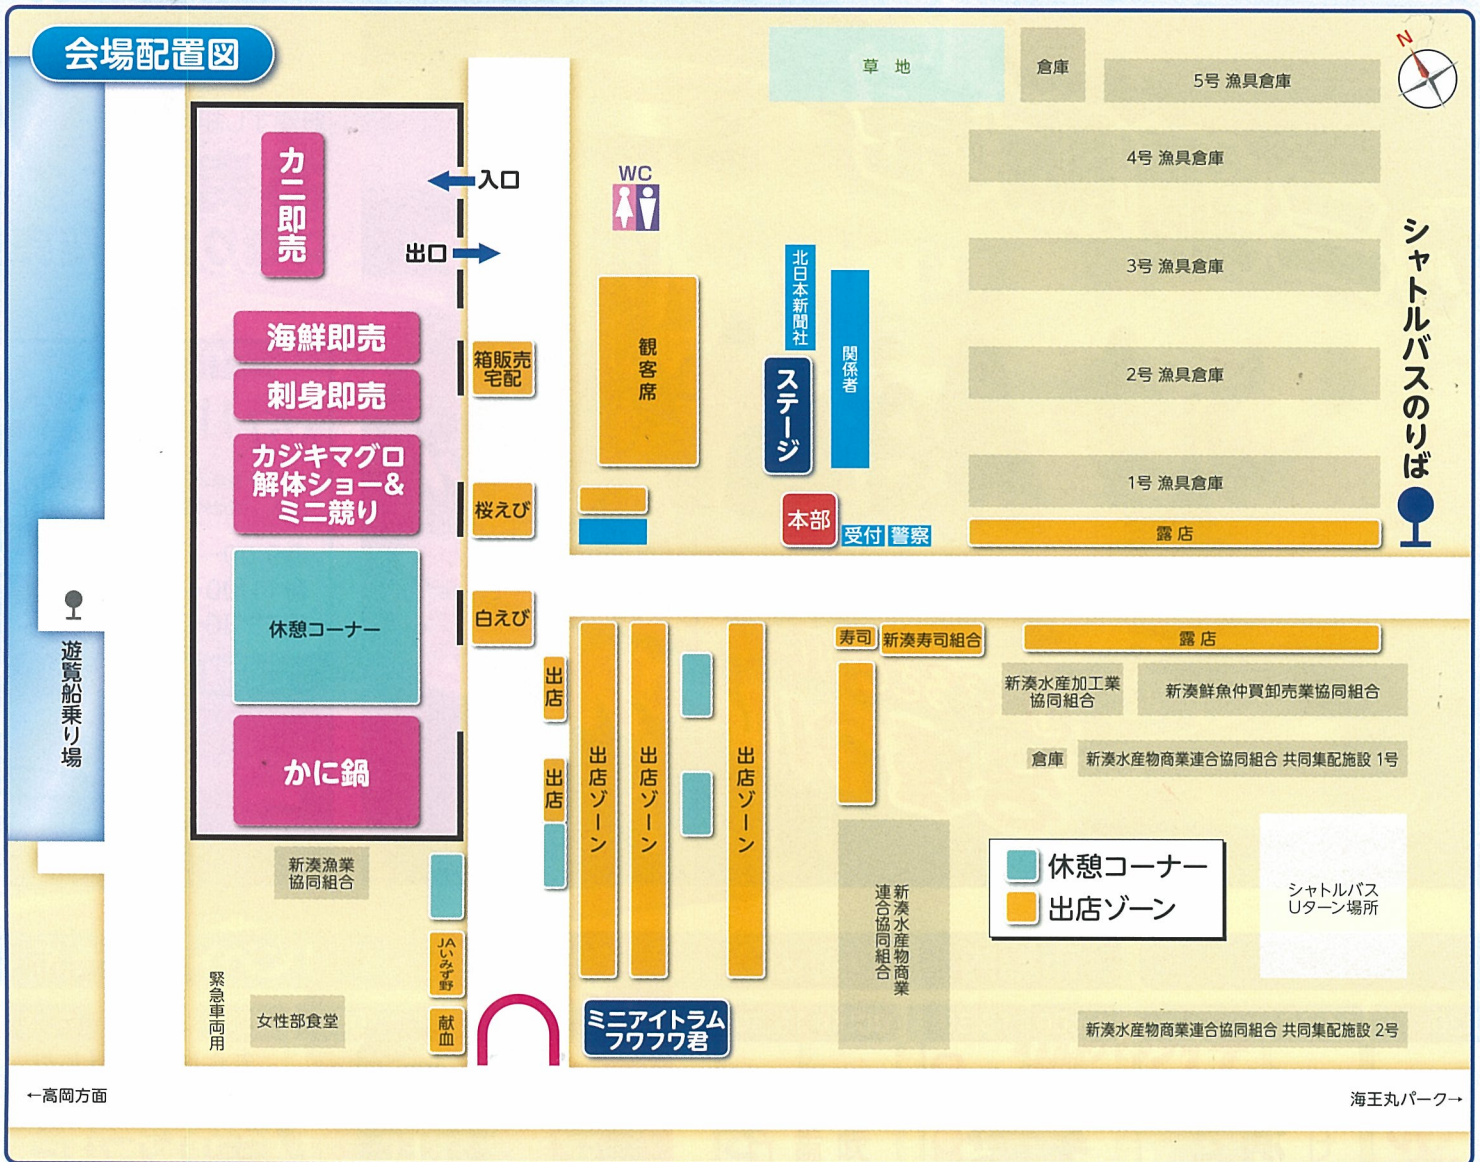 会場配置図
N
草 地
倉庫
5号 漁具倉庫
4号 漁具倉庫
3号 漁具倉庫
2号 漁具倉庫
1号 漁具倉庫
露 店
シャトルバスのりば
カニ即売
入口
出口
WC
海鮮即売
刺身即売
カジキマグロ
解体ショー&
ミニ競り
休憩コーナー
かに鍋
箱販売
宅配
桜えび
白えび
観客席
北日本新聞社
関係者
ステージ
本部
受付
警察
遊覧船乗り場
出店
出店
出店ゾーン
出店ゾーン
出店ゾーン
寿司
新湊寿司組合
露 店
新湊水産加工業
協同組合
新湊鮮魚仲買卸売業協同組合
倉庫
新湊水産物商業連合協同組合 共同集配施設 1号
新湊漁業
協同組合
JAいみず野
献血
緊急車両用
女性部食堂
ミニアイトラム
フワフワ君
新湊水産物商業
連合協同組合
休憩コーナー
出店ゾーン
シャトルバス
Uターン場所
新湊水産物商業連合協同組合 共同集配施設 2号
←高岡方面
海王丸パーク→